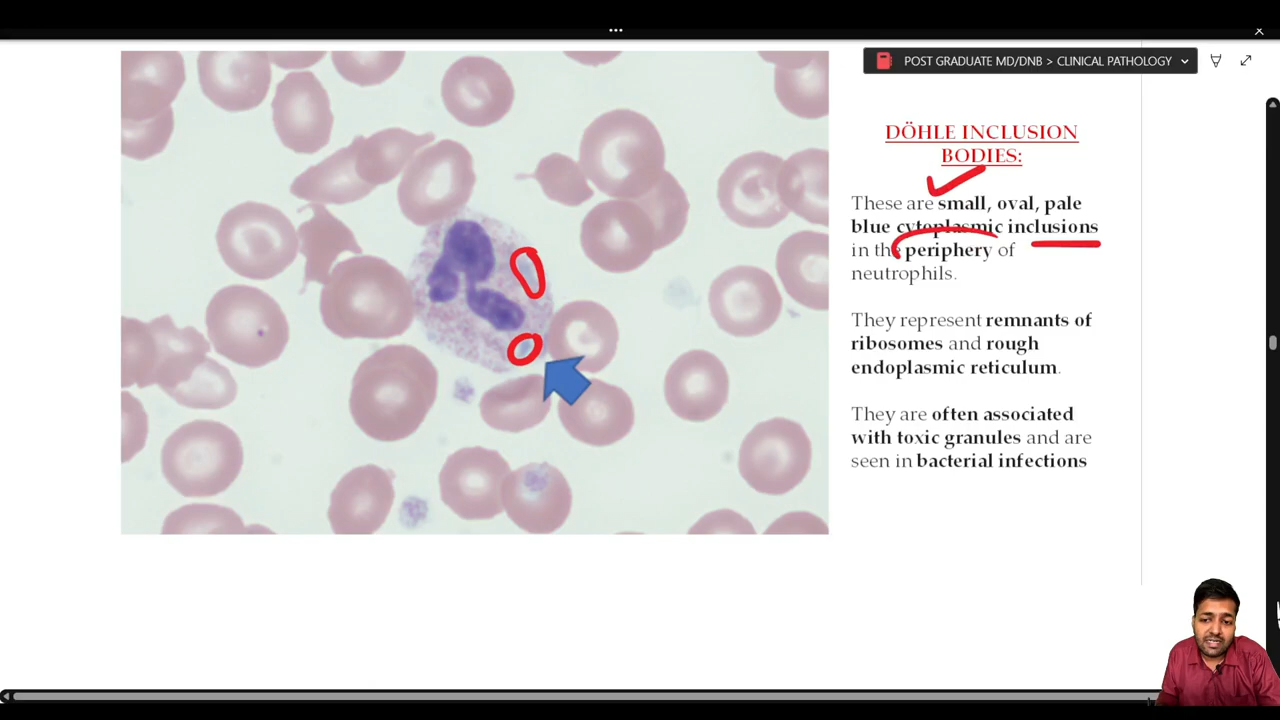 ...
POST GRADUATE MD/DNB > CLINICAL PATHOLOGY
DÖHLE INCLUSION
BODIES:
These are small, oval, pale
blue cytoplasmic inclusions
in the periphery of
neutrophils.
They represent remnants of
ribosomes and rough
endoplasmic reticulum.
They are often associated
with toxic granules and are
seen in bacterial infections